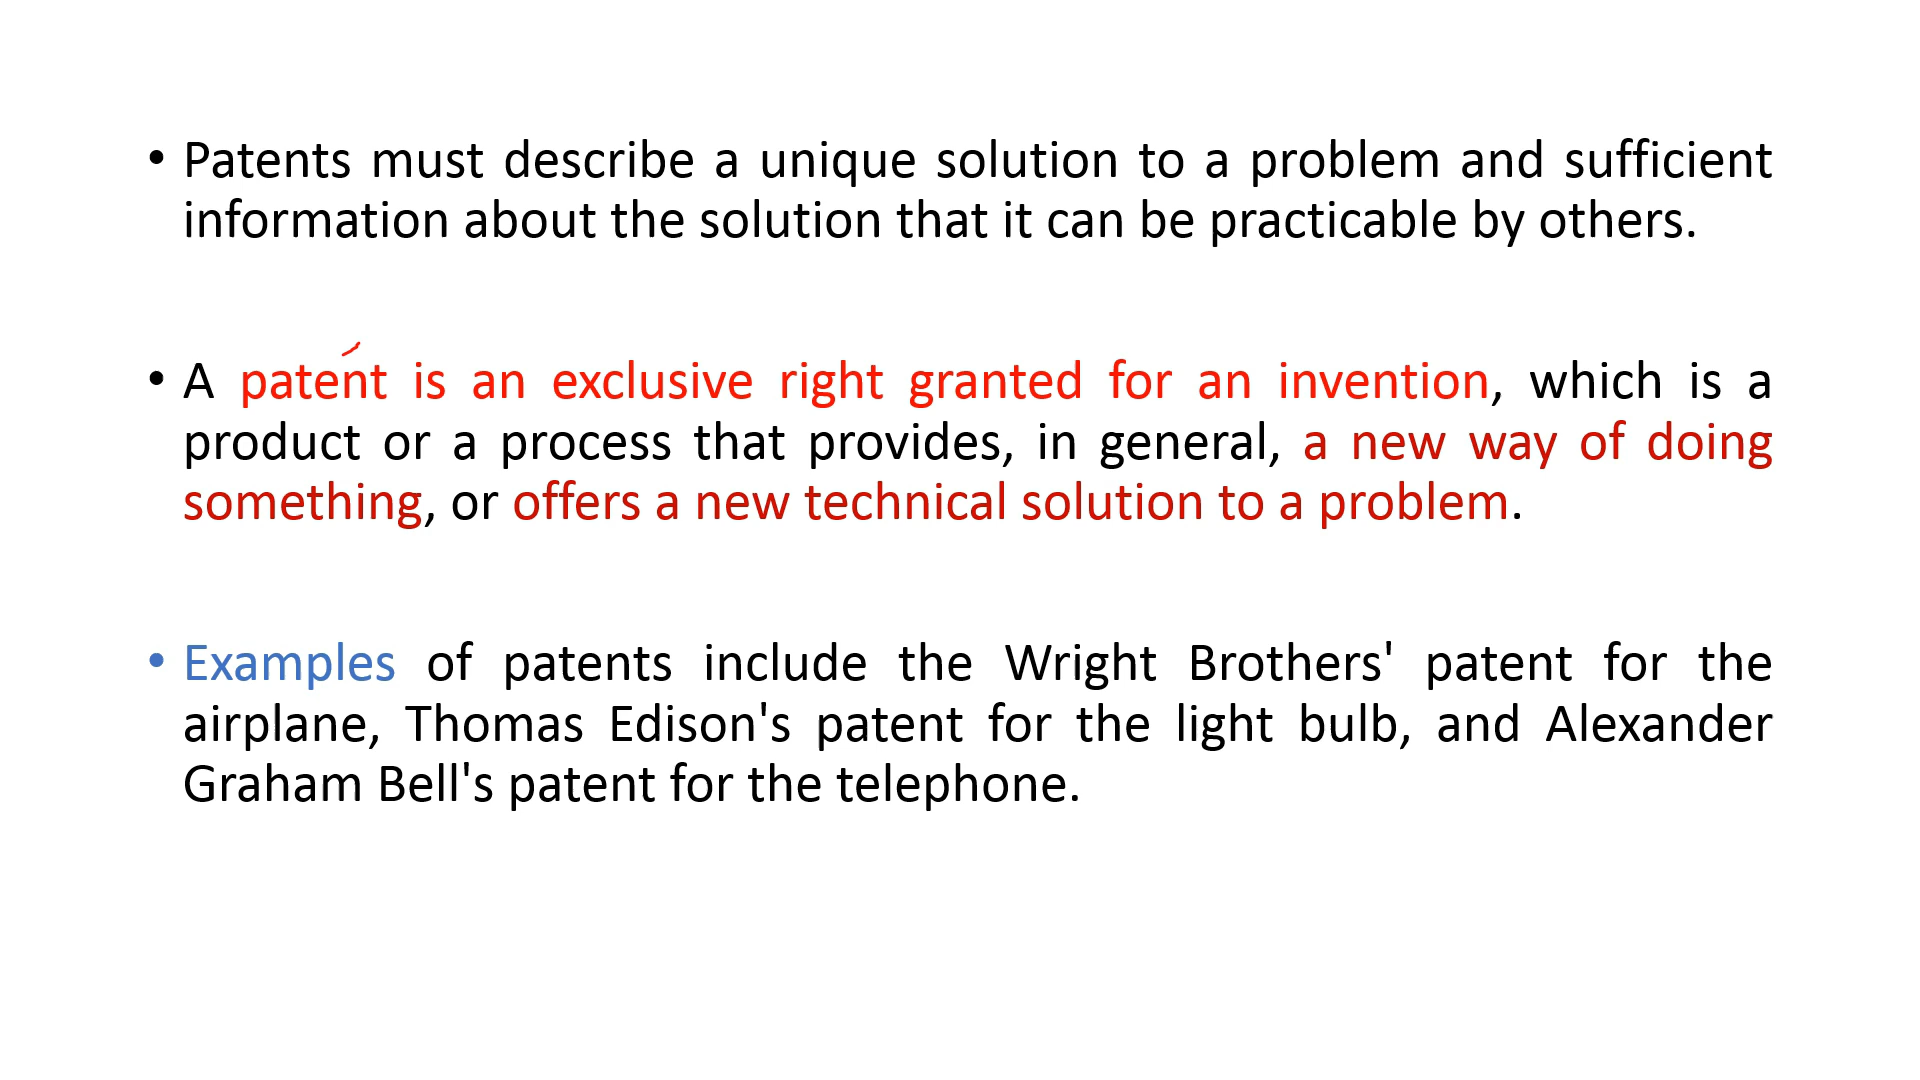 • Patents must describe a unique solution to a problem and sufficient
information about the solution that it can be practicable by others.
• A patent is an exclusive right granted for an invention, which is a
product or a process that provides, in general, a new way of doing
something, or offers a new technical solution to a problem.
• Examples of patents include the Wright Brothers' patent for the
airplane, Thomas Edison's patent for the light bulb, and Alexander
Graham Bell's patent for the telephone.